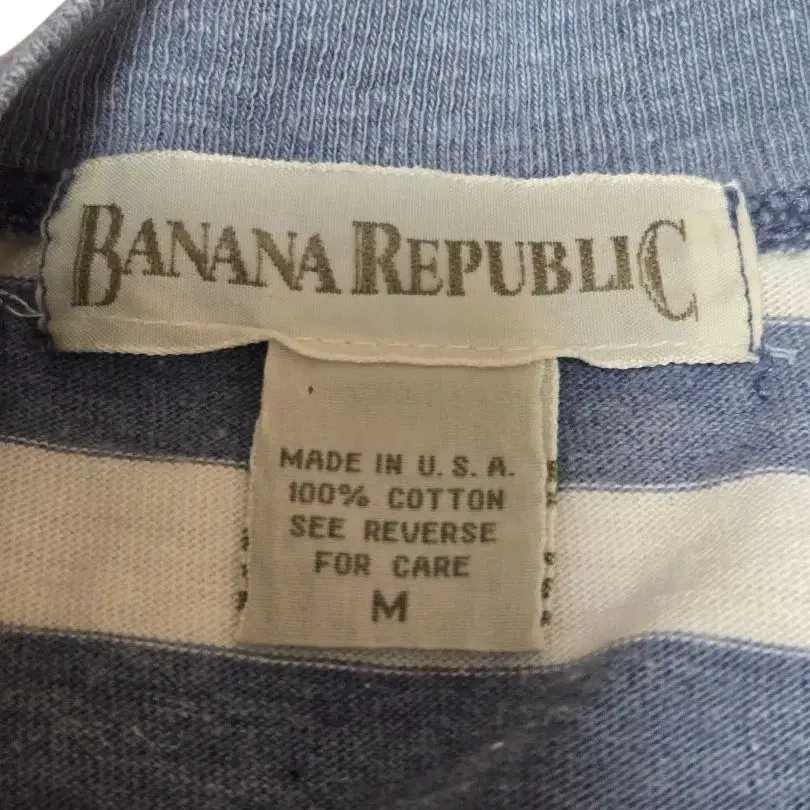 BANANA REPUBLIC
MADE IN U.S.A.
100% COTTON
SEE REVERSE
FOR CARE
M